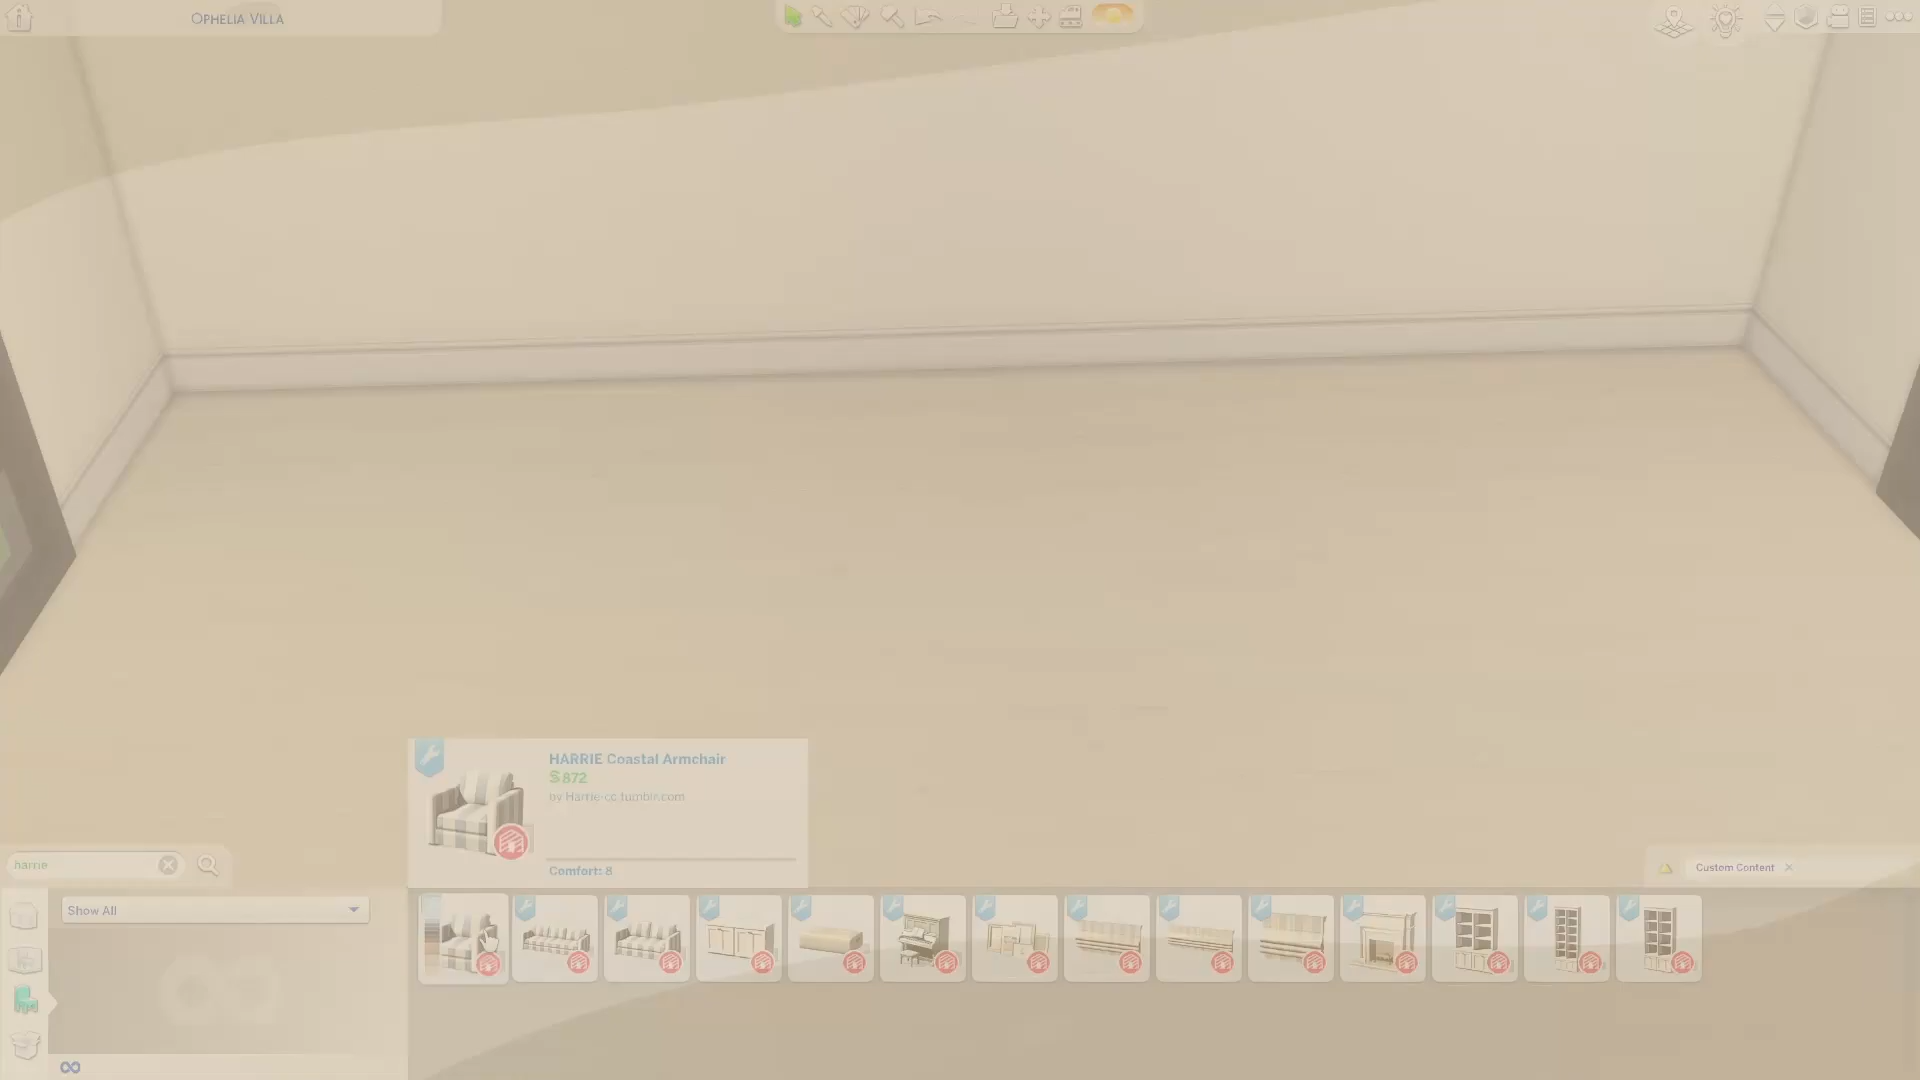 OPHELIA VILLA
HARRIE Coastal Armchair
§872
by Harrie-cc.tumblr.com
Comfort: 8
harrie
Custom Content
Show All